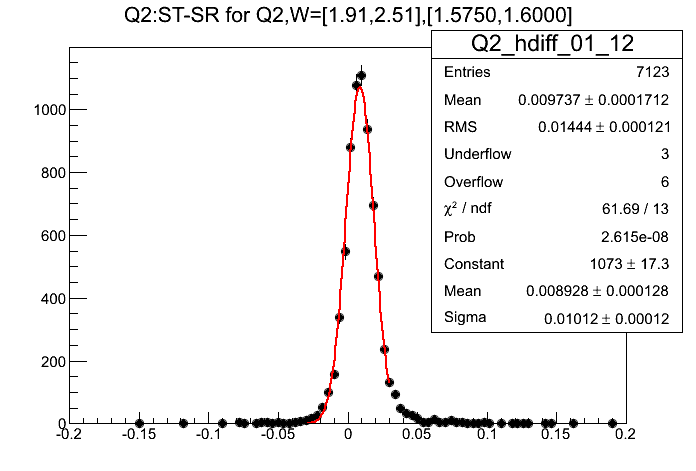 Q2:ST-SR for Q2,W=[1.91,2.51],[1.5750,1.6000]
Q2_hdiff_01_12
Entries 7123
Mean 0.009737 ± 0.0001712
RMS 0.01444 ± 0.000121
Underflow 3
Overflow 6
χ² / ndf 61.69 / 13
Prob 2.615e-08
Constant 1073 ± 17.3
Mean 0.008928 ± 0.000128
Sigma 0.01012 ± 0.00012
1000
800
600
400
200
0
-0.2 -0.15 -0.1 -0.05 0 0.05 0.1 0.15 0.2